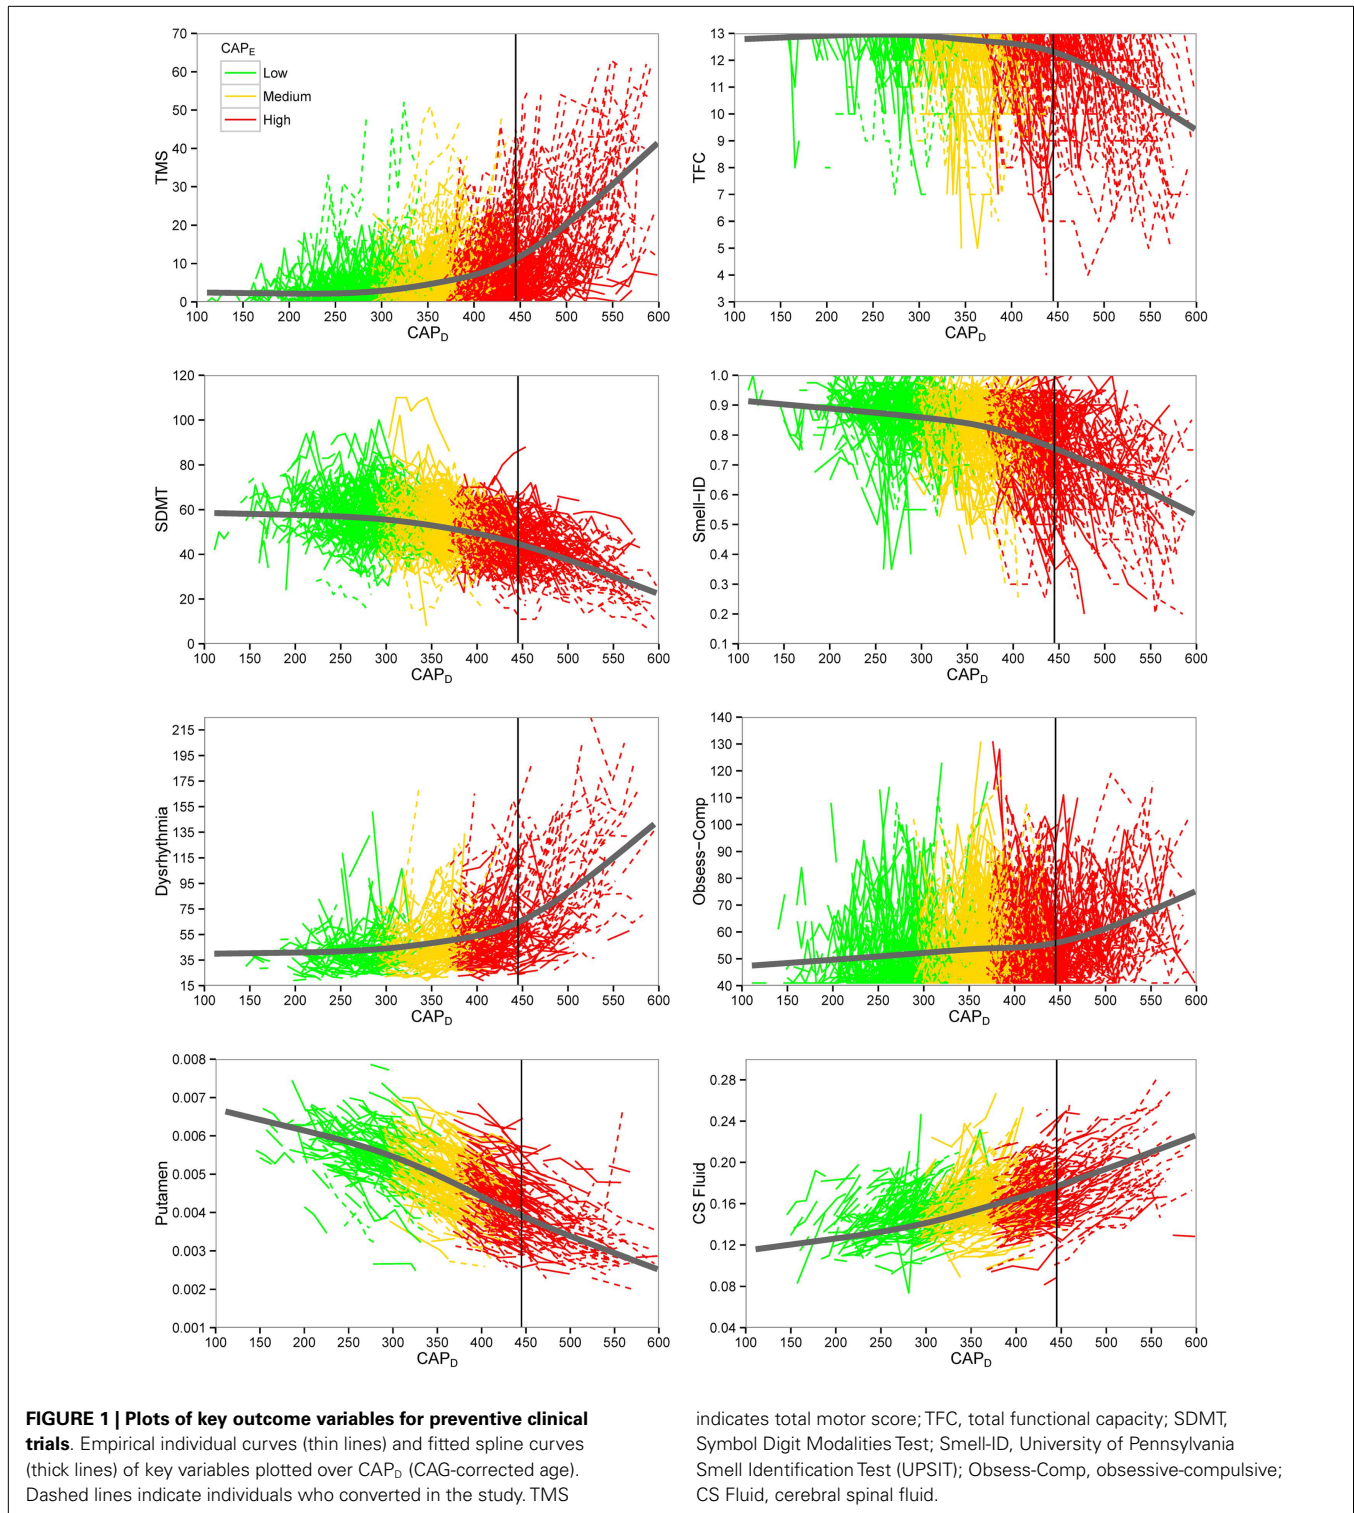 70
60
50
40
30
20
10
0
TMS
CAP_E
Low
Medium
High
100 150 200 250 300 350 400 450 500 550 600
CAP_D
13
12
11
10
9
8
7
6
5
4
3
TFC
100 150 200 250 300 350 400 450 500 550 600
CAP_D
120
100
80
60
40
20
0
SDMT
100 150 200 250 300 350 400 450 500 550 600
CAP_D
1.0
0.9
0.8
0.7
0.6
0.5
0.4
0.3
0.2
0.1
Smell-ID
100 150 200 250 300 350 400 450 500 550 600
CAP_D
215
195
175
155
135
115
95
75
55
35
15
Dysrhythmia
100 150 200 250 300 350 400 450 500 550 600
CAP_D
140
130
120
110
100
90
80
70
60
50
40
Obsess-Comp
100 150 200 250 300 350 400 450 500 550 600
CAP_D
0.008
0.007
0.006
0.005
0.004
0.003
0.002
0.001
Putamen
100 150 200 250 300 350 400 450 500 550 600
CAP_D
0.28
0.24
0.20
0.16
0.12
0.08
0.04
CS Fluid
100 150 200 250 300 350 400 450 500 550 600
CAP_D
FIGURE 1 | Plots of key outcome variables for preventive clinical
trials. Empirical individual curves (thin lines) and fitted spline curves
(thick lines) of key variables plotted over CAP_D (CAG-corrected age).
Dashed lines indicate individuals who converted in the study. TMS
indicates total motor score; TFC, total functional capacity; SDMT,
Symbol Digit Modalities Test; Smell-ID, University of Pennsylvania
Smell Identification Test (UPSIT); Obsess-Comp, obsessive-compulsive;
CS Fluid, cerebral spinal fluid.